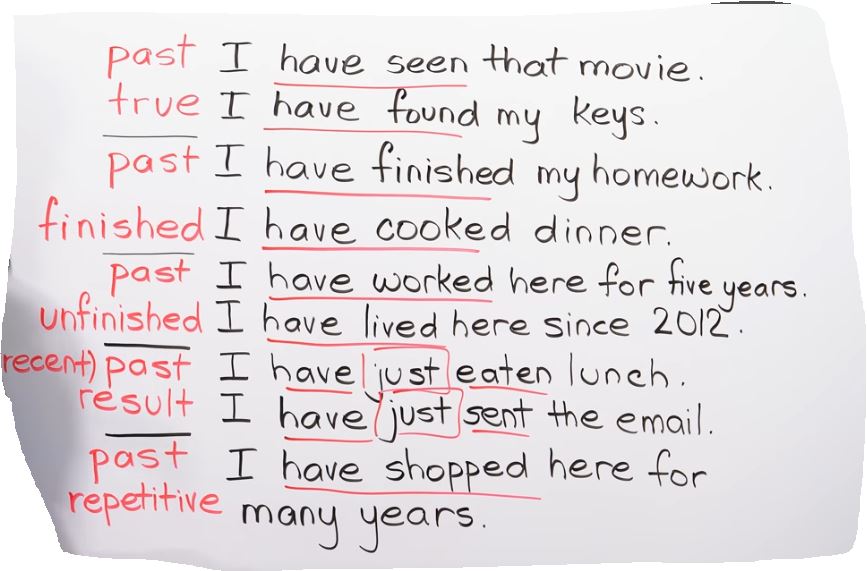 past I have seen that movie.
true I have found my keys.
past I have finished my homework.
finished I have cooked dinner.
past I have worked here for five years.
unfinished I have lived here since 2012.
recent) past I have just eaten lunch.
result I have just sent the email.
past I have shopped here for
repetitive many years.